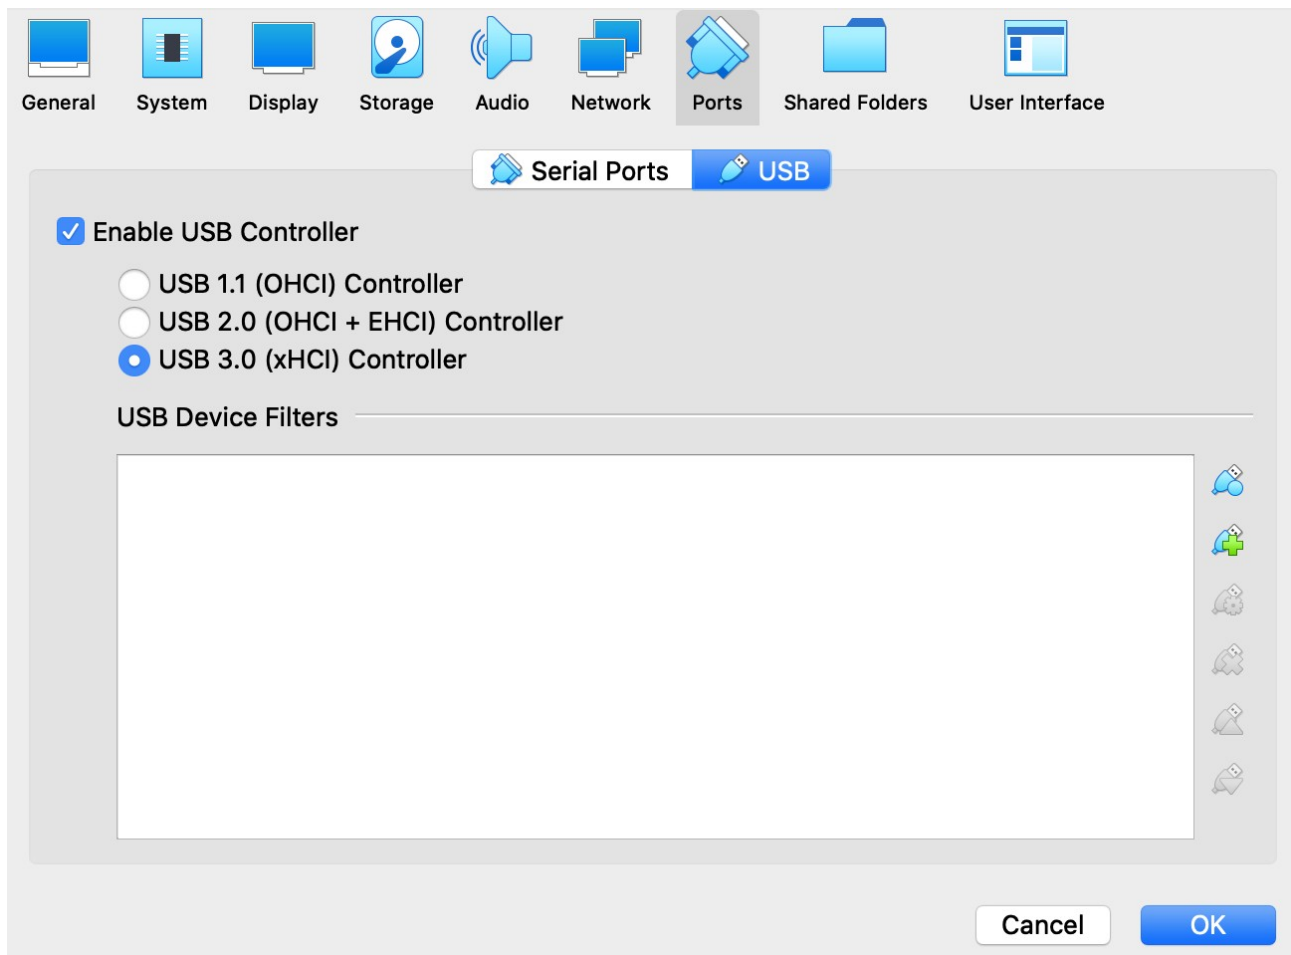 General System Display Storage Audio Network Ports Shared Folders User Interface
Serial Ports USB
Enable USB Controller
USB 1.1 (OHCI) Controller
USB 2.0 (OHCI + EHCI) Controller
USB 3.0 (xHCI) Controller
USB Device Filters
Cancel OK